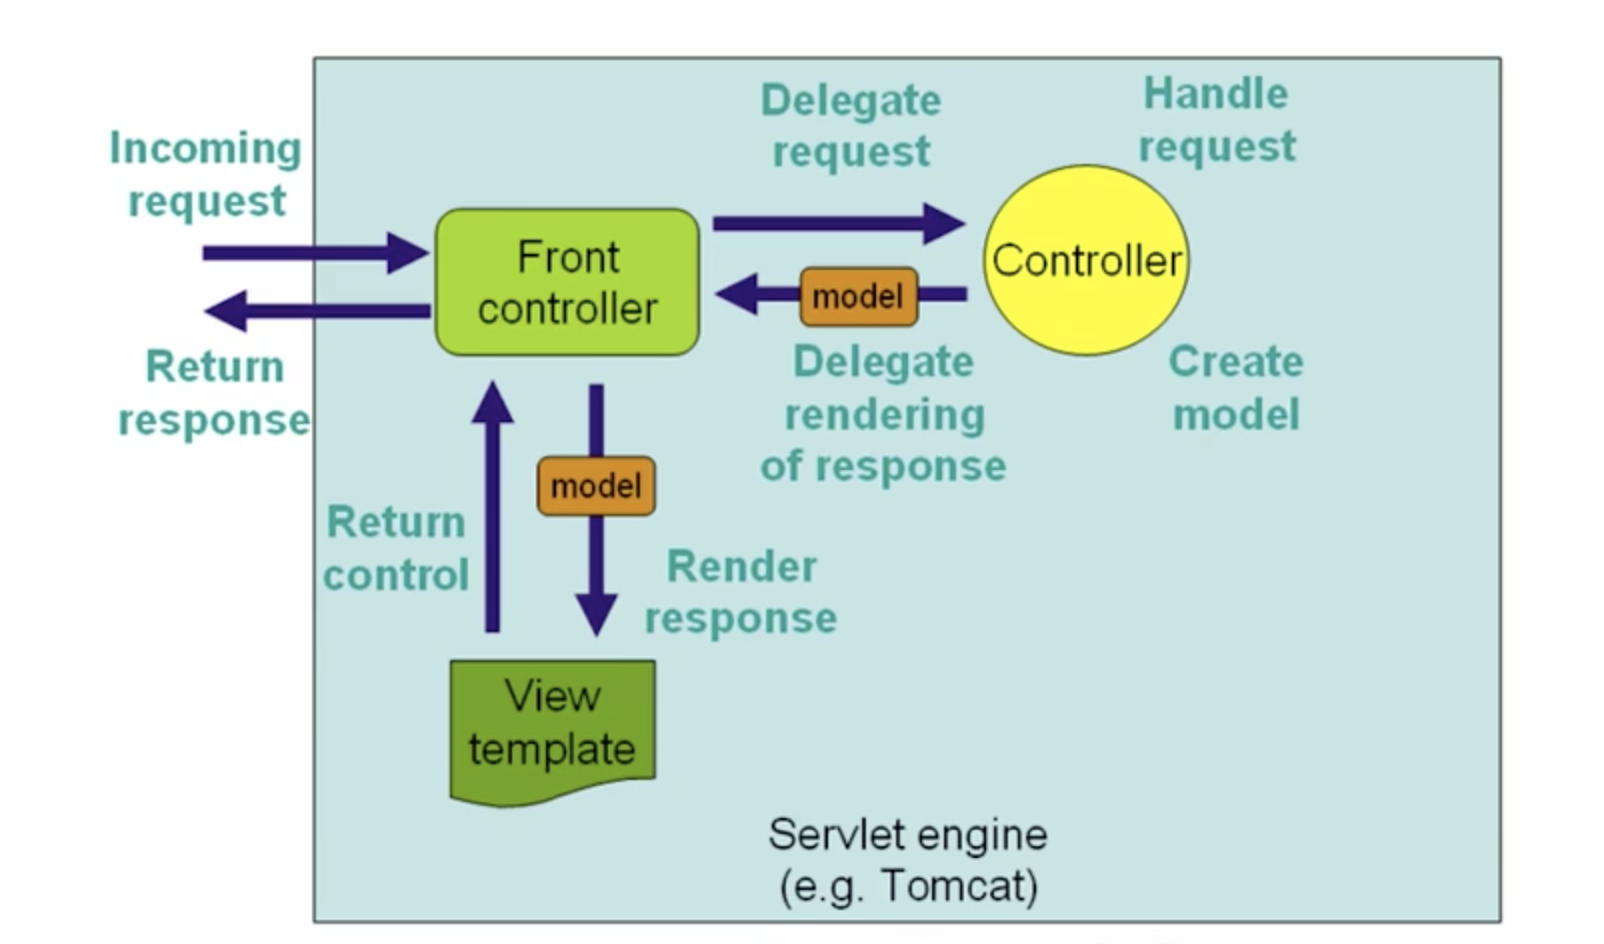 Incoming
request
Return
response
Delegate
request
Handle
request
Front
controller
Controller
model
Delegate
rendering
of response
Create
model
Return
control
model
Render
response
View
template
Servlet engine
(e.g. Tomcat)